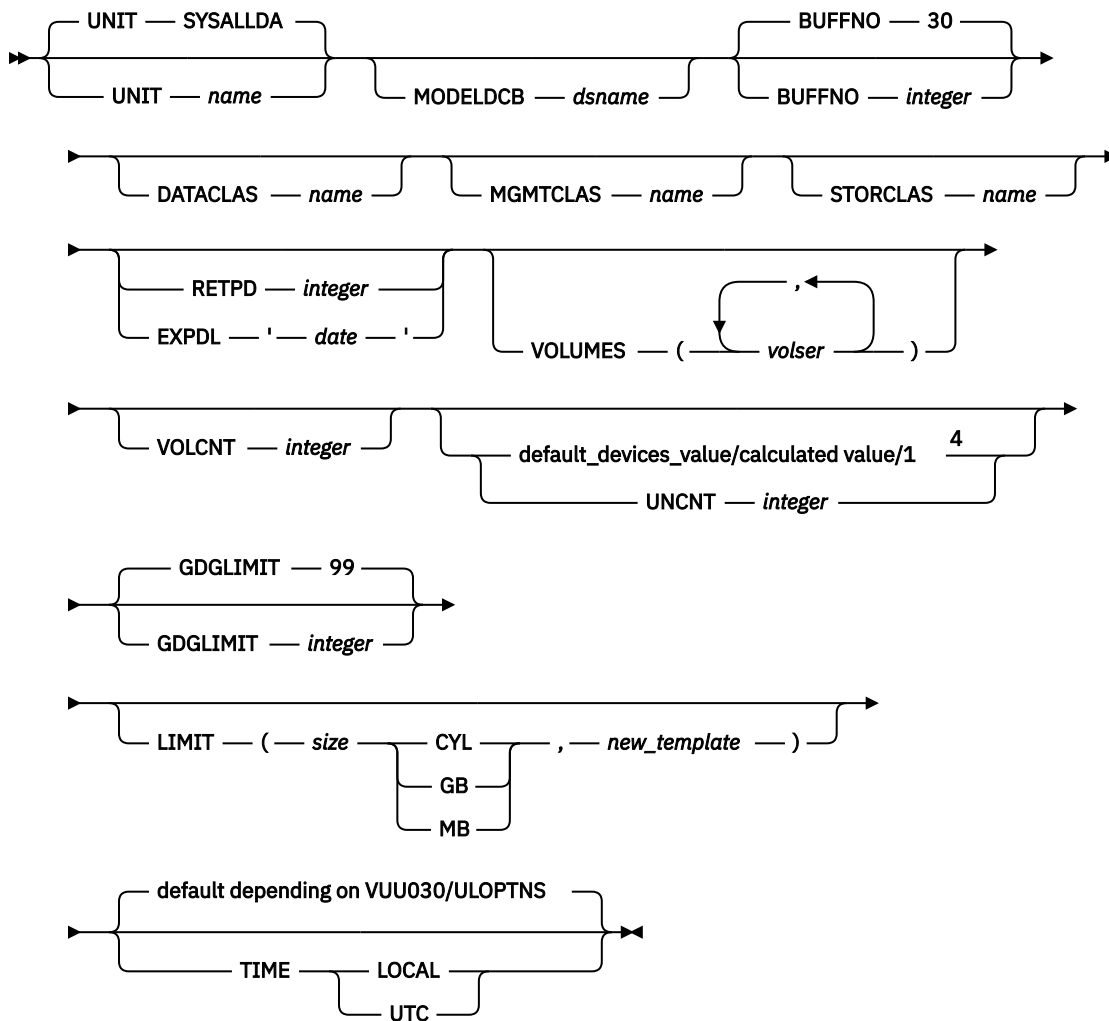 UNIT SYSALLDA BUFFNO 30
UNIT name MODELDCB dsname BUFFNO integer
DATACLAS name MGMTCLAS name STORCLAS name
RETPD integer
EXPDL ' date '
,
VOLUMES ( volser )
VOLCNT integer
default_devices_value/calculated value/1 4
UNCNT integer
GDGLIMIT 99
GDGLIMIT integer
LIMIT ( size CYL , new_template )
GB
MB
default depending on VUU030/ULOPTNS
TIME LOCAL
UTC